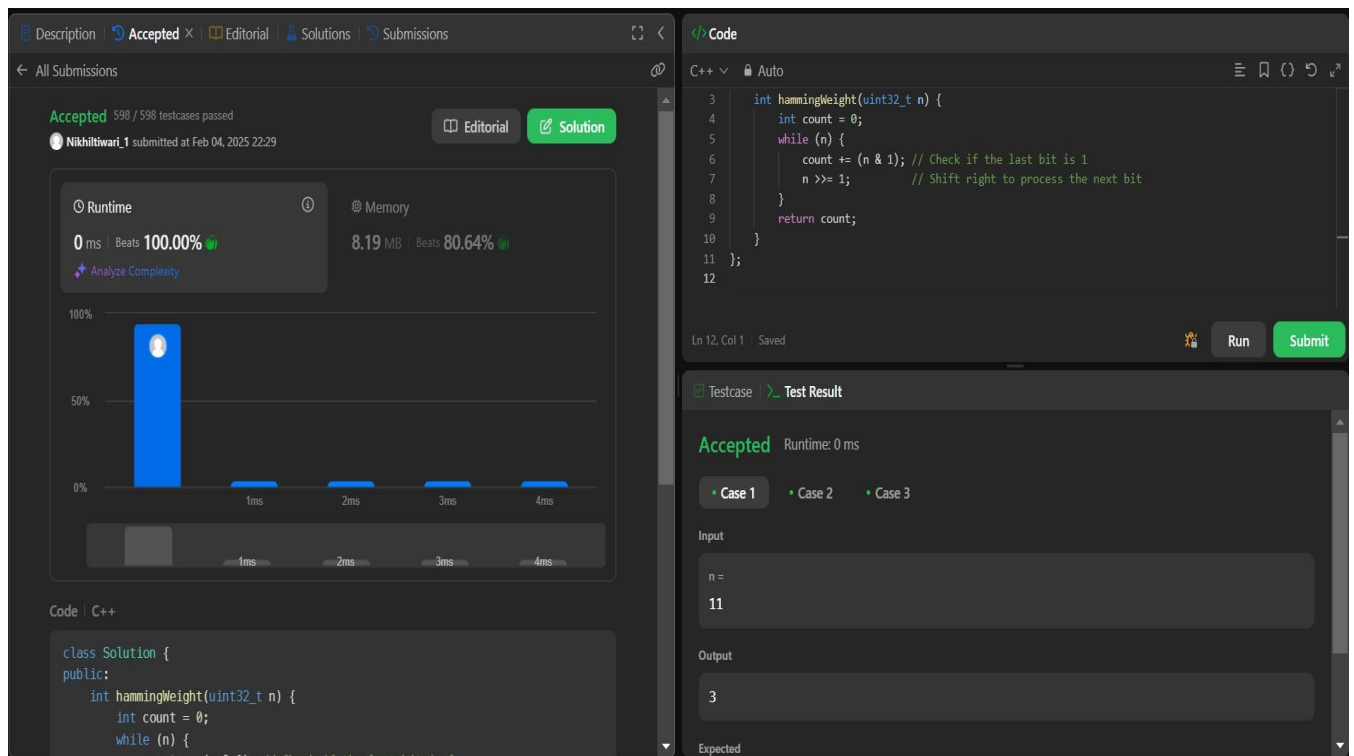 Description | Accepted × | Editorial | Solutions | Submissions
← All Submissions
Accepted 598 / 598 testcases passed
Nikhiltiwari_1 submitted at Feb 04, 2025 22:29
Editorial
Solution
Runtime
0 ms | Beats 100.00%
Analyze Complexity
Memory
8.19 MB | Beats 80.64%
100%
50%
0%
1ms 2ms 3ms 4ms
1ms 2ms 3ms 4ms
Code | C++
class Solution {
public:
    int hammingWeight(uint32_t n) {
        int count = 0;
        while (n) {
</> Code
C++ Auto
3     int hammingWeight(uint32_t n) {
4         int count = 0;
5         while (n) {
6             count += (n & 1); // Check if the last bit is 1
7             n >>= 1;          // Shift right to process the next bit
8         }
9         return count;
10     }
11 };
12
Ln 12, Col 1 | Saved
Run
Submit
Testcase | >_ Test Result
Accepted Runtime: 0 ms
• Case 1 • Case 2 • Case 3
Input
n =
11
Output
3
Expected